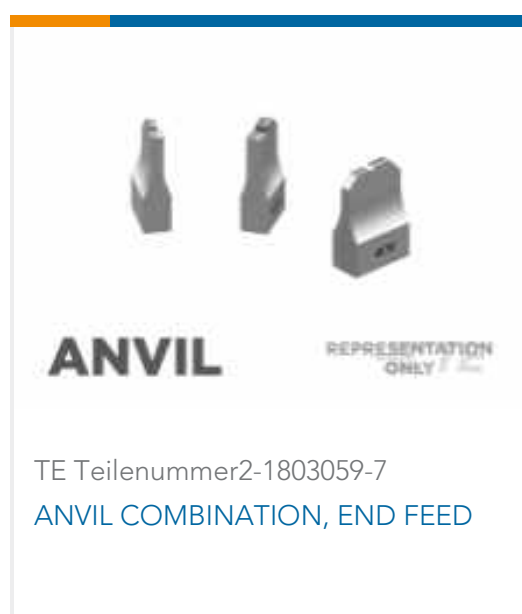 ANVIL
REPRESENTATION
ONLY
TE Teilenummer2-1803059-7
ANVIL COMBINATION, END FEED